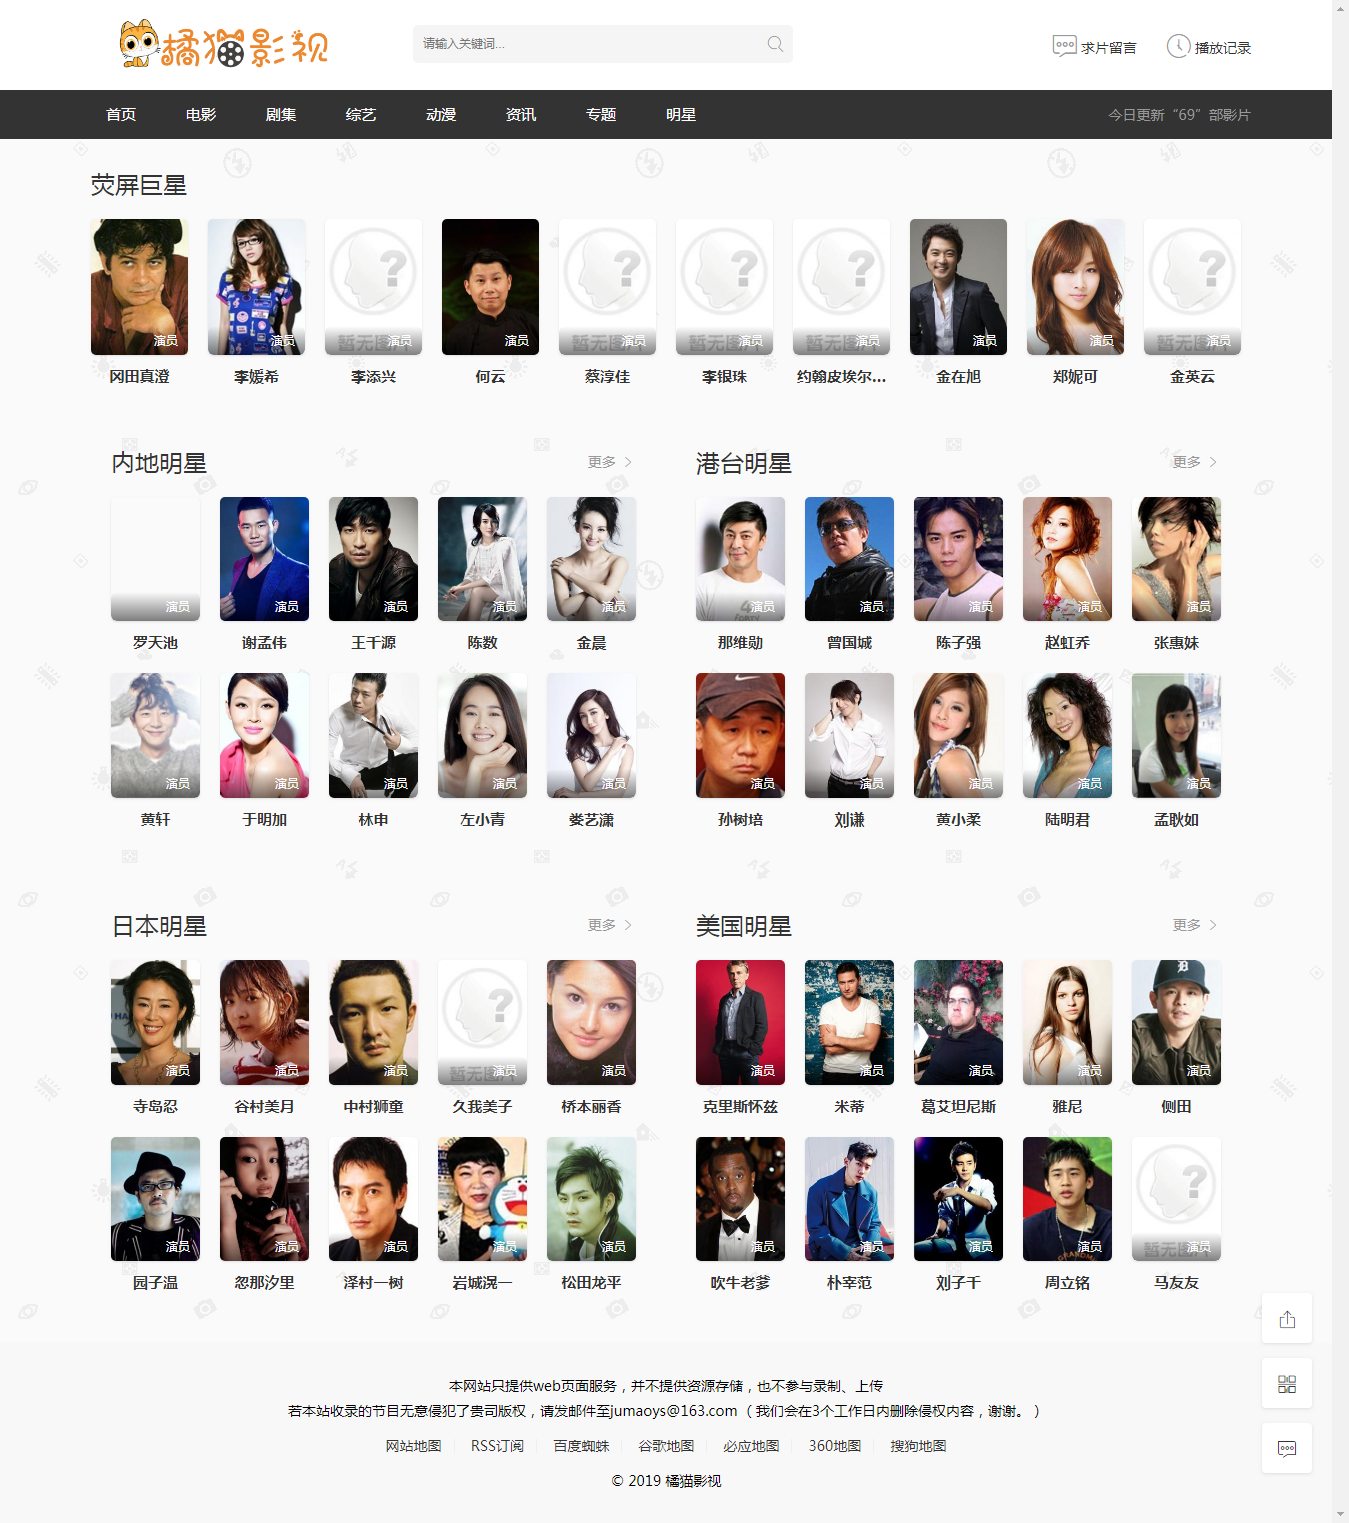 橘猫影视
请输入关键词...
求片留言
播放记录
首页 电影 剧集 综艺 动漫 资讯 专题 明星
今日更新“69”部影片
荧屏巨星
演员 演员 演员 演员 演员 演员 演员 演员 演员 演员
暂无图片 暂无图片 暂无图片 暂无图片 暂无图片
冈田真澄 李媛希 李添兴 何云 蔡淳佳 李银珠 约翰皮埃尔... 金在旭 郑妮可 金英云
内地明星
更多
演员 演员 演员 演员 演员
罗天池 谢孟伟 王千源 陈数 金晨
演员 演员 演员 演员 演员
黄轩 于明加 林申 左小青 娄艺潇
港台明星
更多
演员 演员 演员 演员 演员
那维勋 曾国城 陈子强 赵虹乔 张惠妹
演员 演员 演员 演员 演员
孙树培 刘谦 黄小柔 陆明君 孟耿如
日本明星
更多
演员 演员 演员 演员 演员
暂无图片
寺岛忍 谷村美月 中村狮童 久我美子 桥本丽香
演员 演员 演员 演员 演员
园子温 忽那汐里 泽村一树 岩城滉一 松田龙平
美国明星
更多
演员 演员 演员 演员 演员
克里斯怀兹 米蒂 葛艾坦尼斯 雅尼 侧田
演员 演员 演员 演员 演员
暂无图片
吹牛老爹 朴宰范 刘子千 周立铭 马友友
本网站只提供web页面服务，并不提供资源存储，也不参与录制、上传
若本站收录的节目无意侵犯了贵司版权，请发邮件至jumaoys@163.com（ 我们会在3个工作日内删除侵权内容，谢谢。 ）
网站地图 RSS订阅 百度蜘蛛 谷歌地图 必应地图 360地图 搜狗地图
© 2019 橘猫影视